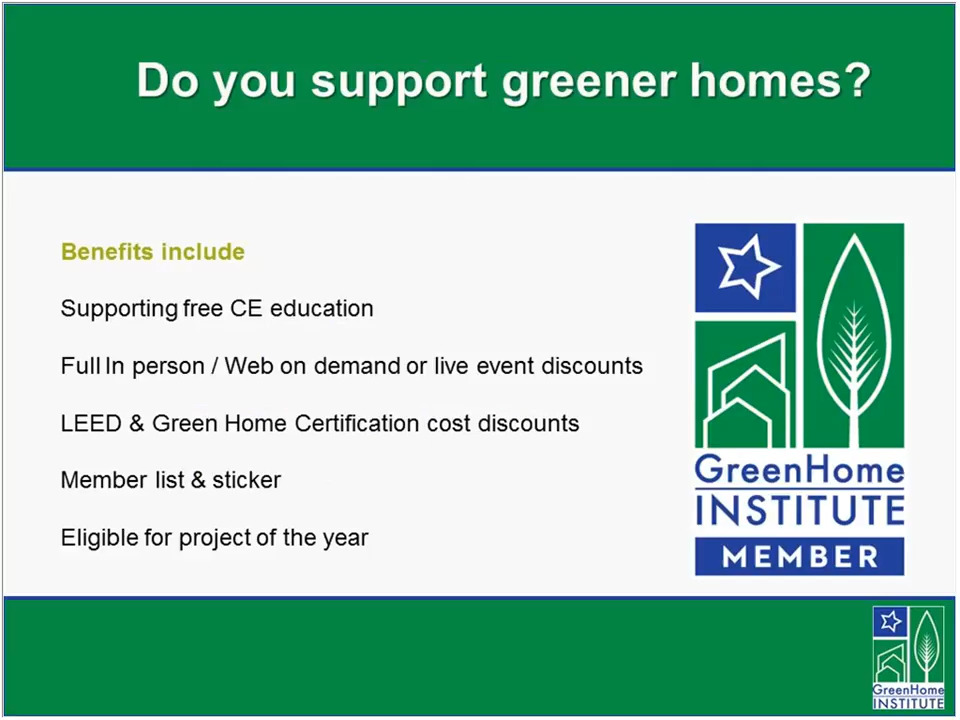 Do you support greener homes?
Benefits include
Supporting free CE education
Full In person / Web on demand or live event discounts
LEED & Green Home Certification cost discounts
Member list & sticker
Eligible for project of the year
GreenHome
INSTITUTE
MEMBER
GreenHome
INSTITUTE